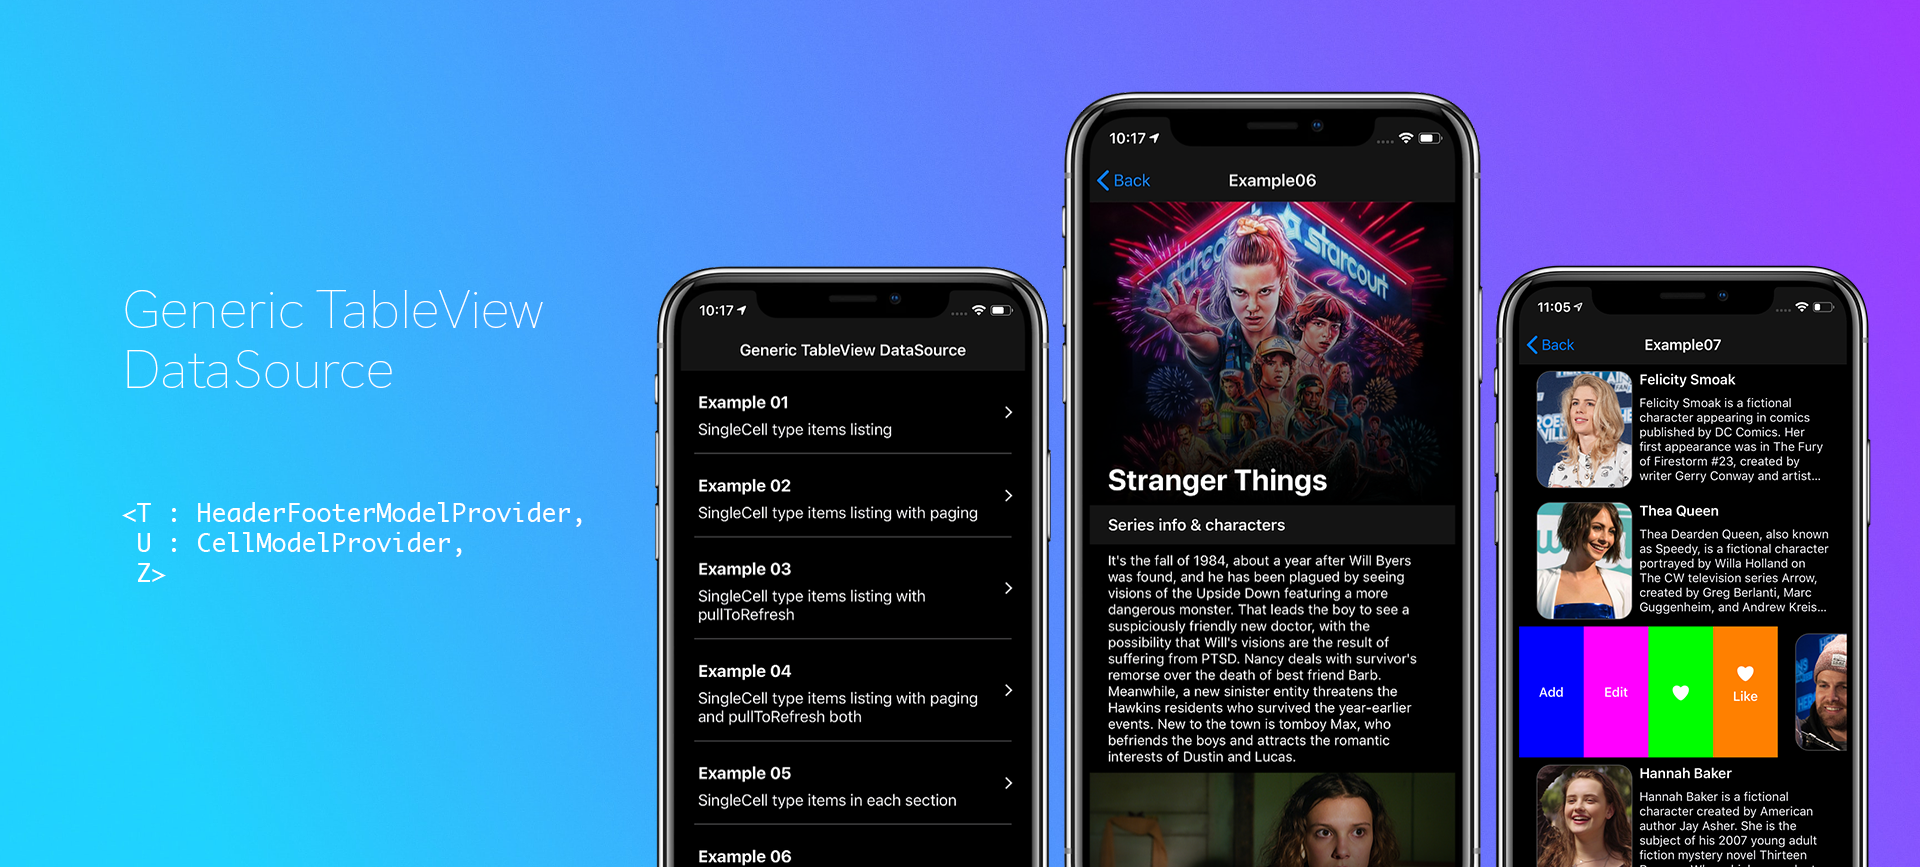 Generic TableView
DataSource
<T : HeaderFooterModelProvider,
U : CellModelProvider,
Z>
10:17
Generic TableView DataSource
Example 01
SingleCell type items listing
Example 02
SingleCell type items listing with paging
Example 03
SingleCell type items listing with
pullToRefresh
Example 04
SingleCell type items listing with paging
and pullToRefresh both
Example 05
SingleCell type items in each section
Example 06
10:17
Back
Example06
starcourt
Stranger Things
Series info & characters
It's the fall of 1984, about a year after Will Byers
was found, and he has been plagued by seeing
visions of the Upside Down featuring a more
dangerous monster. That leads the boy to see a
suspiciously friendly new doctor, with the
possibility that Will's visions are the result of
suffering from PTSD. Nancy deals with survivor's
remorse over the death of best friend Barb.
Meanwhile, a new sinister entity threatens the
Hawkins residents who survived the year-earlier
events. New to the town is tomboy Max, who
befriends the boys and attracts the romantic
interests of Dustin and Lucas.
11:05
Back
Example07
Felicity Smoak
Felicity Smoak is a fictional
character appearing in comics
published by DC Comics. Her
first appearance was in The Fury
of Firestorm #23, created by
writer Gerry Conway and artist...
Thea Queen
Thea Dearden Queen, also known
as Speedy, is a fictional character
portrayed by Willa Holland on
The CW television series Arrow,
created by Greg Berlanti, Marc
Guggenheim, and Andrew Kreis...
Add
Edit
Like
Hannah Baker
Hannah Baker is a fictional
character created by American
author Jay Asher. She is the
subject of his 2007 young adult
fiction mystery novel Thirteen